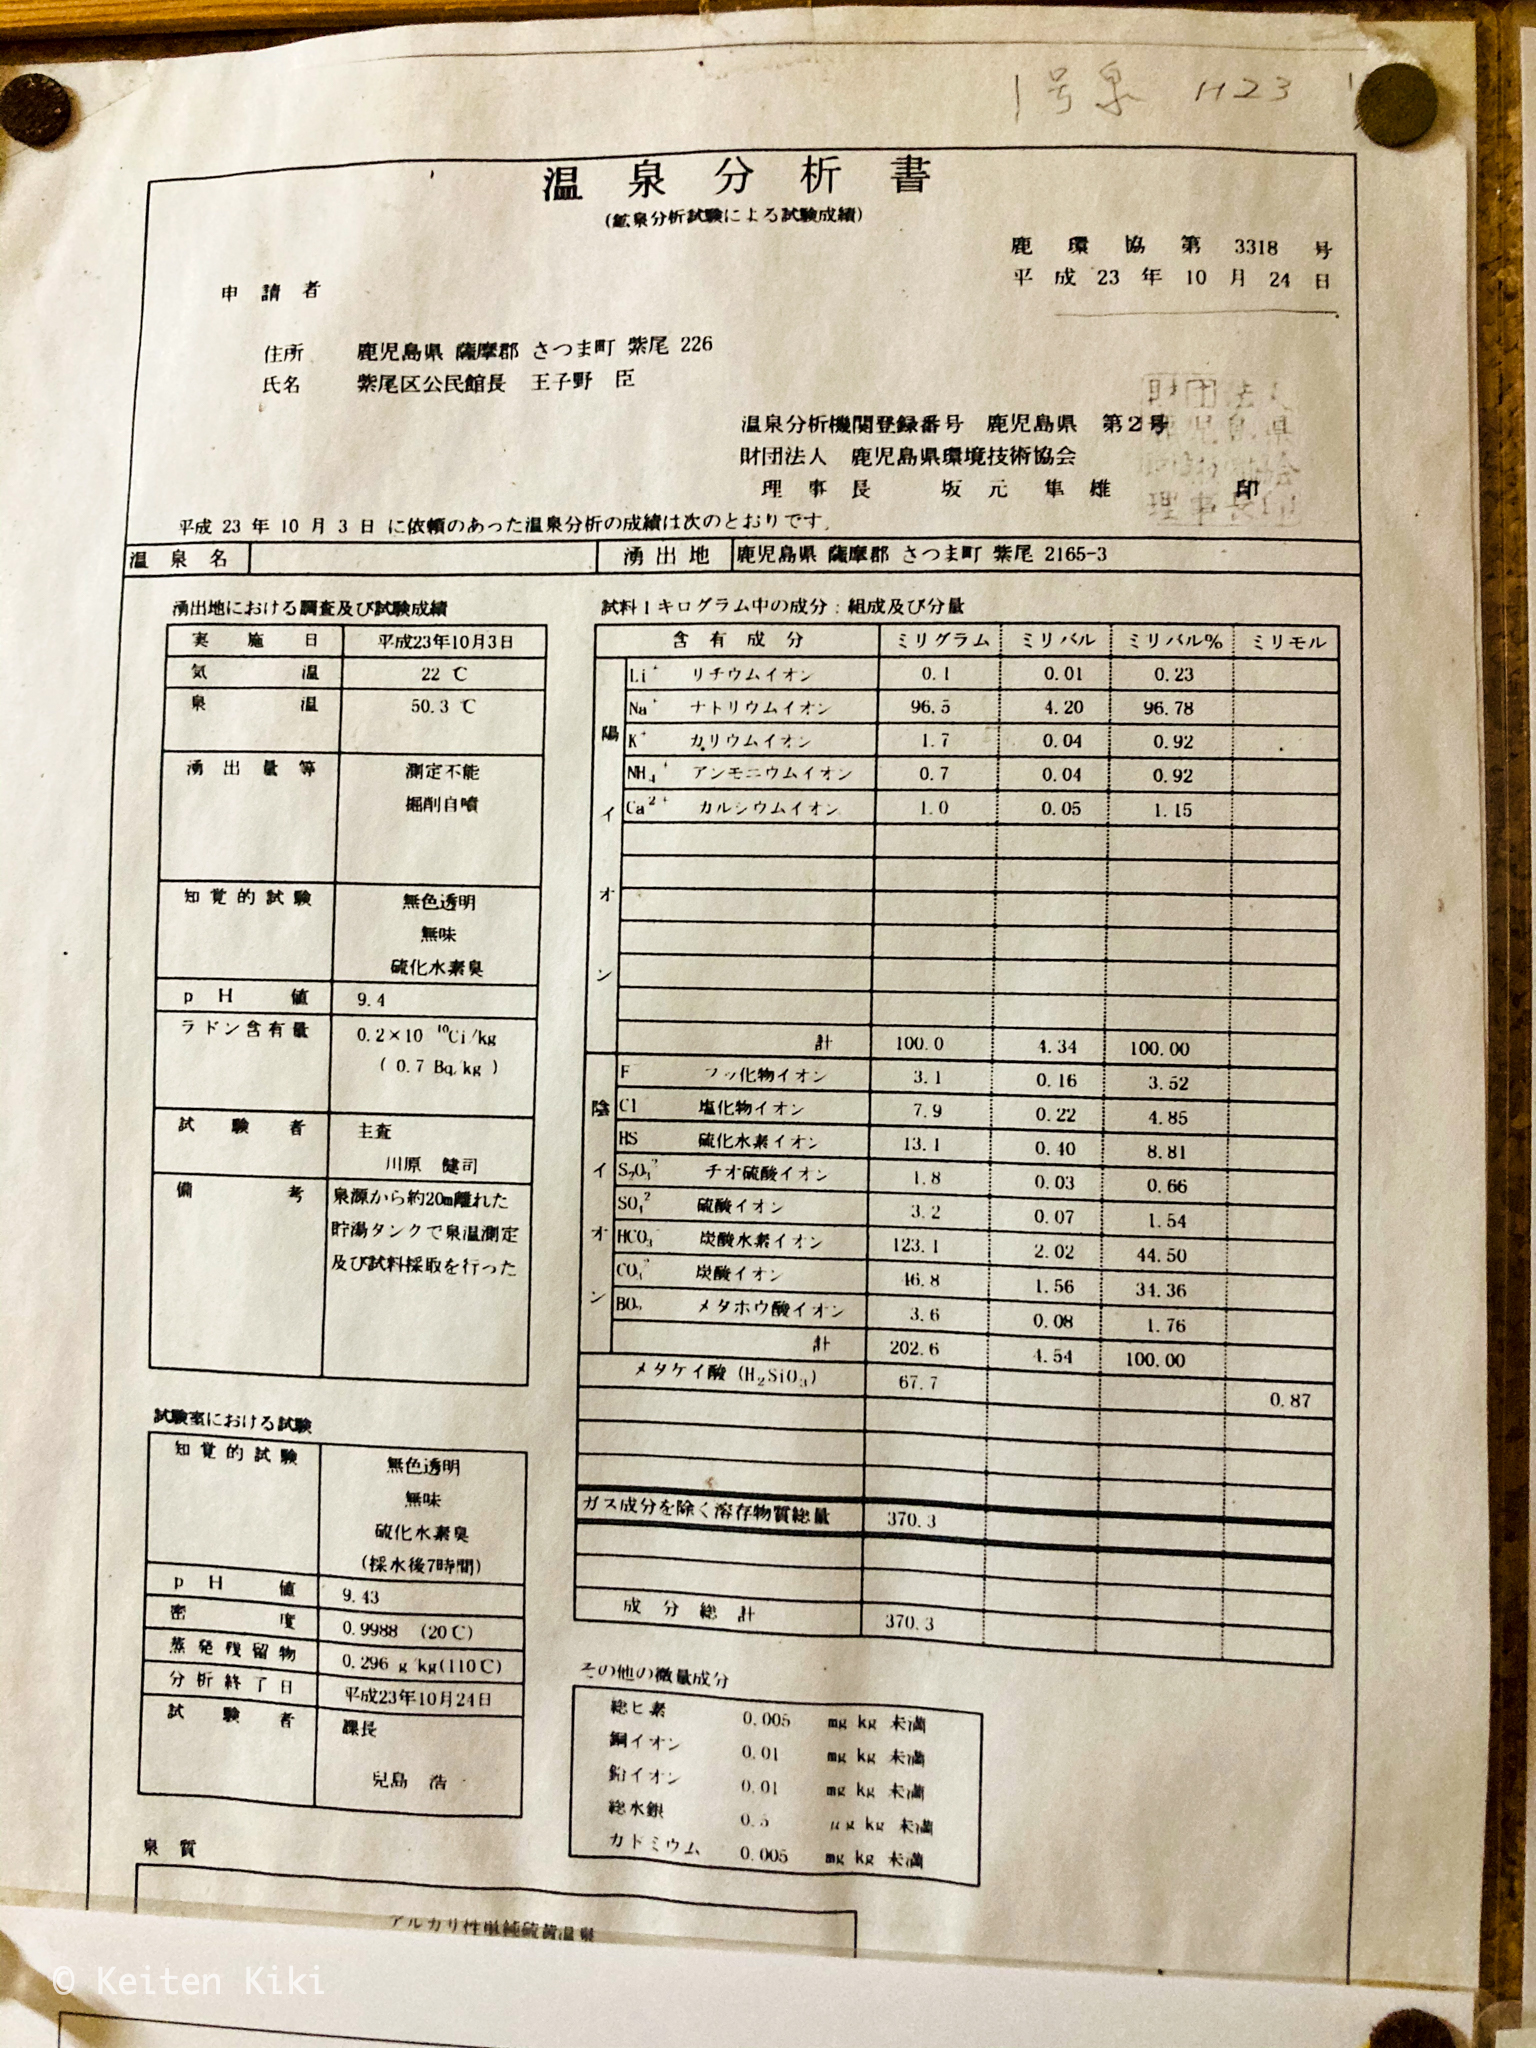 1号泉 H23
温泉分析書
(鉱泉分析試験による試験成績)
鹿環協第 3318 号
平成 23 年 10 月 24 日
申請者
住所 鹿児島県 薩摩郡 さつま町 紫尾 226
氏名 紫尾区公民館長 王子野 臣
温泉分析機関登録番号 鹿児島県 第2号
財団法人 鹿児島県環境技術協会
理事長 坂元 隼雄 印
平成 23 年 10 月 3 日 に依頼のあった温泉分析の成績は次のとおりです。
温泉名 湧出地 鹿児島県 薩摩郡 さつま町 紫尾 2165-3
湧出地における調査及び試験成績
実施日 平成23年10月3日
気温 22 ℃
泉温 50.3 ℃
湧出量等 測定不能
掘削自噴
知覚的試験 無色透明
無味
硫化水素臭
pH値 9.4
ラドン含有量 0.2×10 ¹⁰Ci/kg
( 0.7 Bq/kg )
試験者 主査
川原 健司
備考 泉源から約20m離れた
貯湯タンクで泉温測定
及び試料採取を行った
試験室における試験
知覚的試験 無色透明
無味
硫化水素臭
(採水後7時間)
pH値 9.43
密度 0.9988 (20℃)
蒸発残留物 0.296 g/kg(110℃)
分析終了日 平成23年10月24日
試験者 課長
兒島 浩
泉質
アルカリ性単純硫黄温泉
試料1キログラム中の成分:組成及び分量
含有成分 ミリグラム ミリバル ミリバル% ミリモル
陽イオン
Li⁺ リチウムイオン 0.1 0.01 0.23
Na⁺ ナトリウムイオン 96.5 4.20 96.78
K⁺ カリウムイオン 1.7 0.04 0.92
NH₄⁺ アンモニウムイオン 0.7 0.04 0.92
Ca²⁺ カルシウムイオン 1.0 0.05 1.15
計 100.0 4.34 100.00
陰イオン
F フッ化物イオン 3.1 0.16 3.52
Cl 塩化物イオン 7.9 0.22 4.85
HS 硫化水素イオン 13.1 0.40 8.81
S₂O₃² チオ硫酸イオン 1.8 0.03 0.66
SO₄² 硫酸イオン 3.2 0.07 1.54
HCO₃⁻ 炭酸水素イオン 123.1 2.02 44.50
CO₃² 炭酸イオン 46.8 1.56 34.36
BO₂ メタホウ酸イオン 3.6 0.08 1.76
計 202.6 4.54 100.00
メタケイ酸 (H₂SiO₃) 67.7 0.87
ガス成分を除く溶存物質総量 370.3
成分総計 370.3
その他の微量成分
総ヒ素 0.005 mg kg 未満
銅イオン 0.01 mg kg 未満
鉛イオン 0.01 mg kg 未満
総水銀 0.5 μg kg 未満
カドミウム 0.005 mg kg 未満
© Keiten Kiki